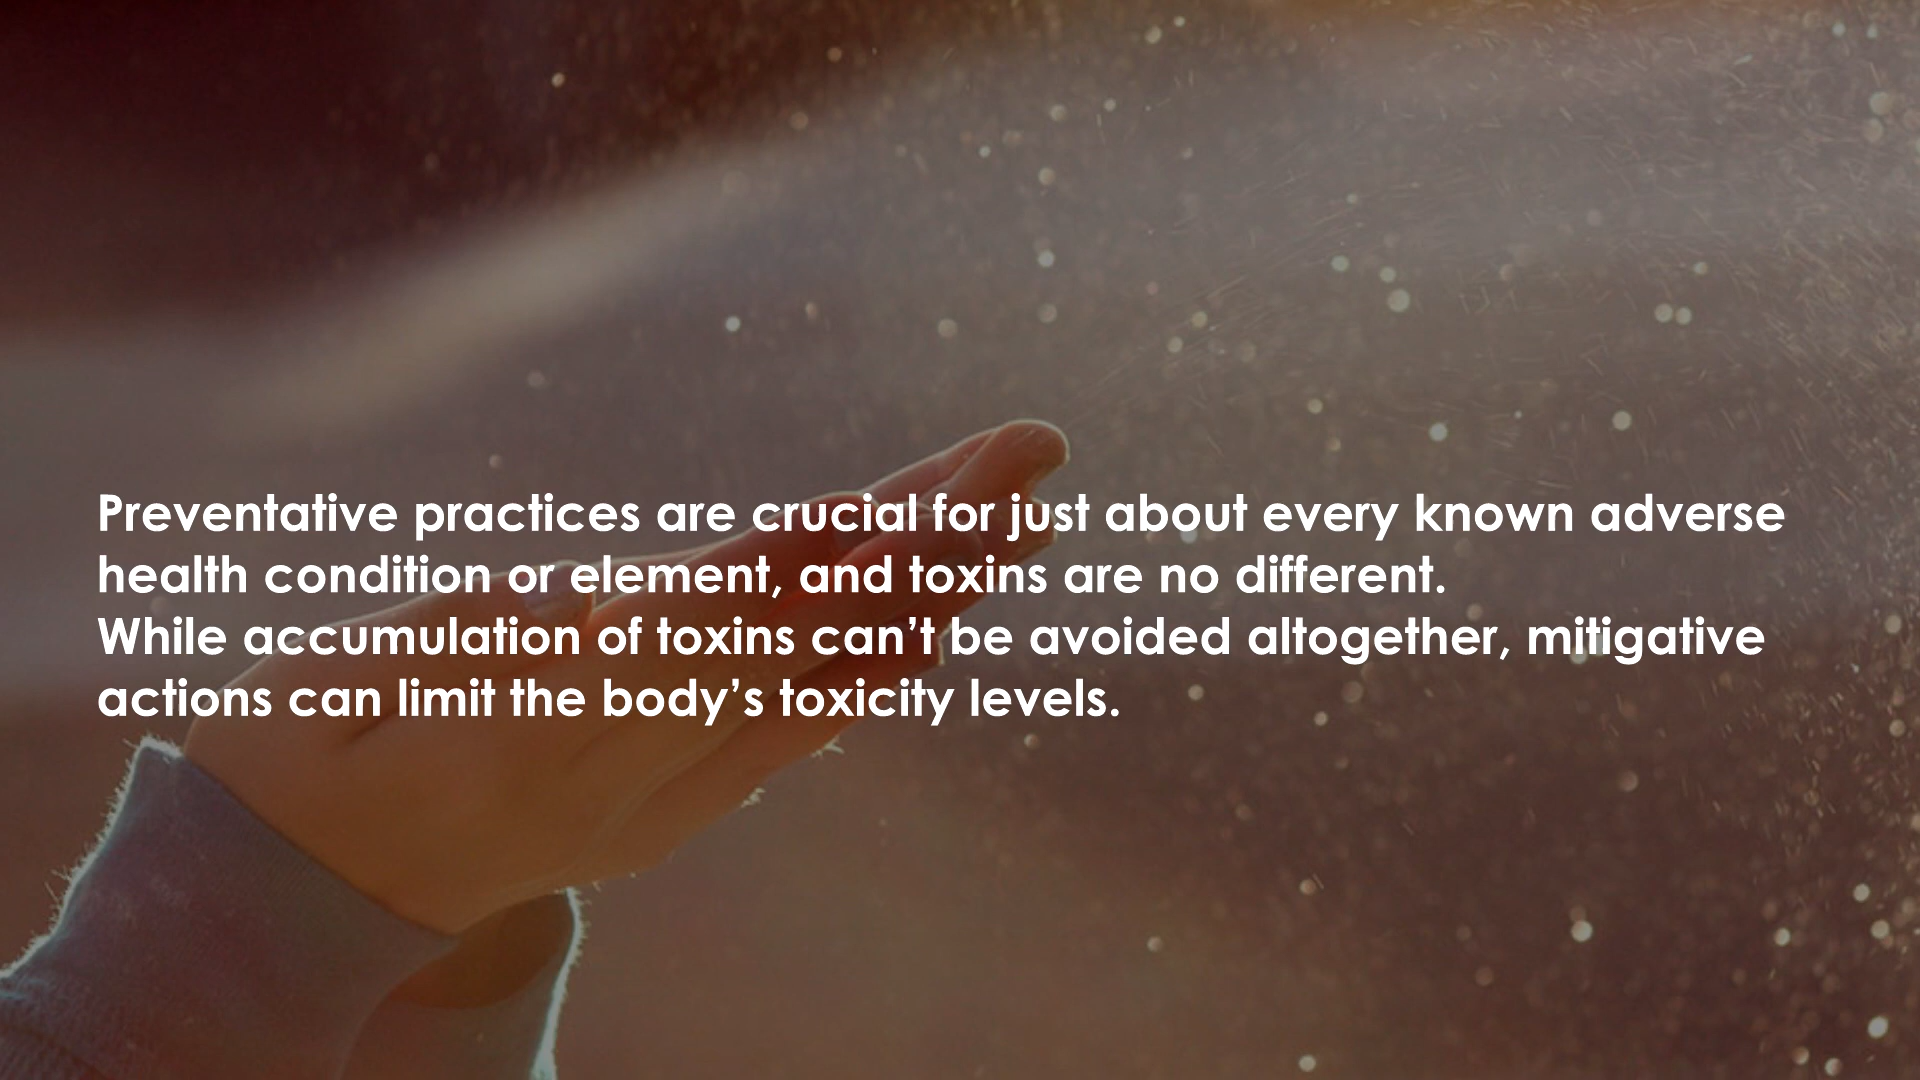 Preventative practices are crucial for just about every known adverse
health condition or element, and toxins are no different.
While accumulation of toxins can’t be avoided altogether, mitigative
actions can limit the body’s toxicity levels.